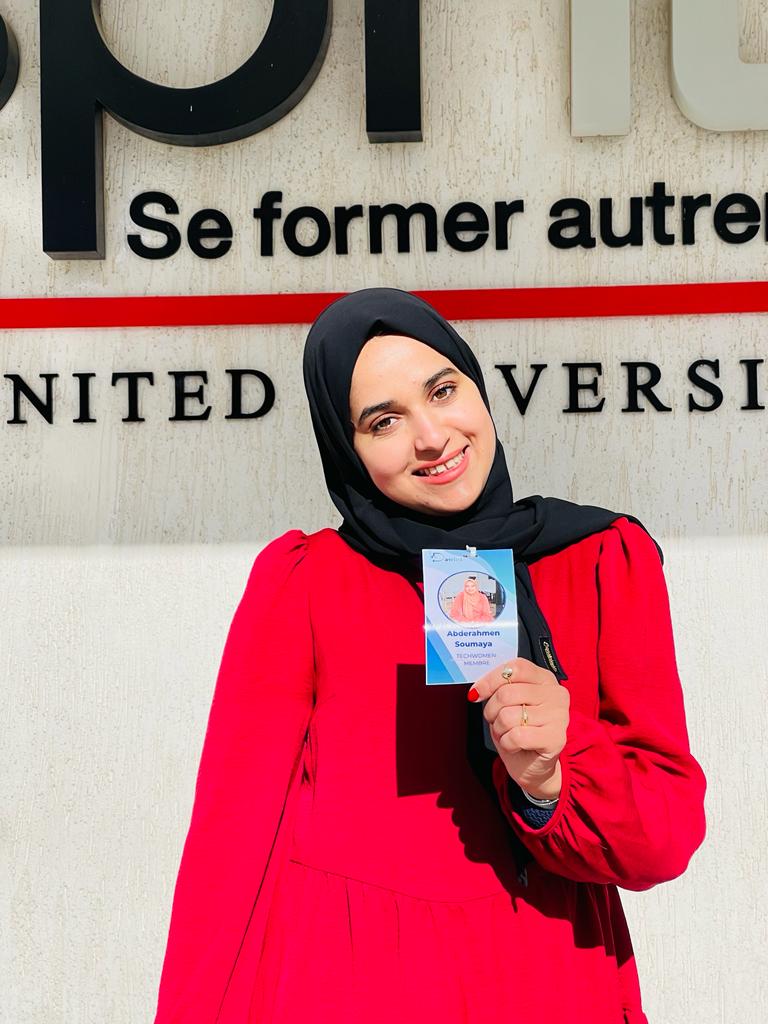 Se former autre
NITED VERSI
Abderahmen
Soumaya
TECHWOMEN
MEMBRE